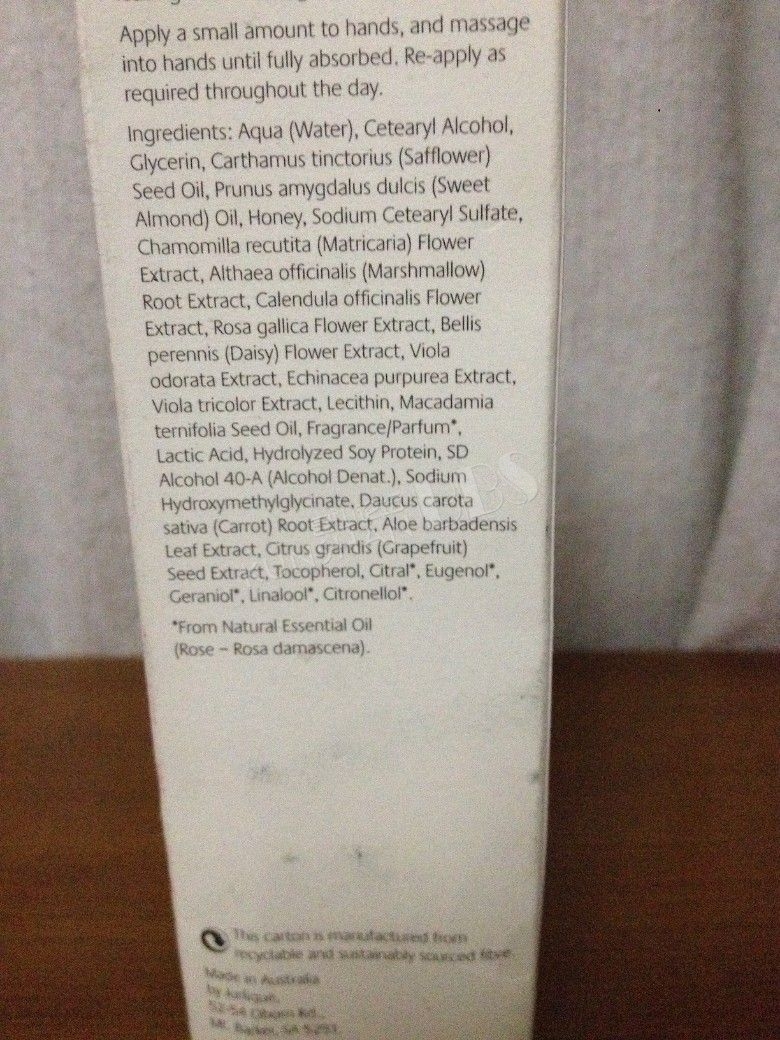 Apply a small amount to hands, and massage
into hands until fully absorbed. Re-apply as
required throughout the day.
Ingredients: Aqua (Water), Cetearyl Alcohol,
Glycerin, Carthamus tinctorius (Safflower)
Seed Oil, Prunus amygdalus dulcis (Sweet
Almond) Oil, Honey, Sodium Cetearyl Sulfate,
Chamomilla recutita (Matricaria) Flower
Extract, Althaea officinalis (Marshmallow)
Root Extract, Calendula officinalis Flower
Extract, Rosa gallica Flower Extract, Bellis
perennis (Daisy) Flower Extract, Viola
odorata Extract, Echinacea purpurea Extract,
Viola tricolor Extract, Lecithin, Macadamia
ternifolia Seed Oil, Fragrance/Parfum*,
Lactic Acid, Hydrolyzed Soy Protein, SD
Alcohol 40-A (Alcohol Denat.), Sodium
Hydroxymethylglycinate, Daucus carota
sativa (Carrot) Root Extract, Aloe barbadensis
Leaf Extract, Citrus grandis (Grapefruit)
Seed Extract, Tocopherol, Citral*, Eugenol*,
Geraniol*, Linalool*, Citronellol*.
*From Natural Essential Oil
(Rose – Rosa damascena).
This carton is manufactured from
recyclable and sustainably sourced fibre.
Made in Australia
by Jurlique,
Mt. Barker, SA 5251